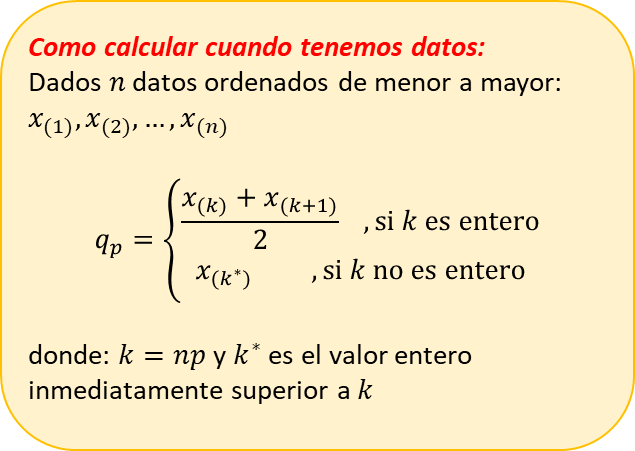 Como calcular cuando tenemos datos:
Dados n datos ordenados de menor a mayor:
x₍₁₎, x₍₂₎, …, x₍ₙ₎
qₚ = { (x₍ₖ₎ + x₍ₖ₊₁₎)/2 , si k es entero
x₍ₖ*₎ , si k no es entero
donde: k = np y k* es el valor entero
inmediatamente superior a k